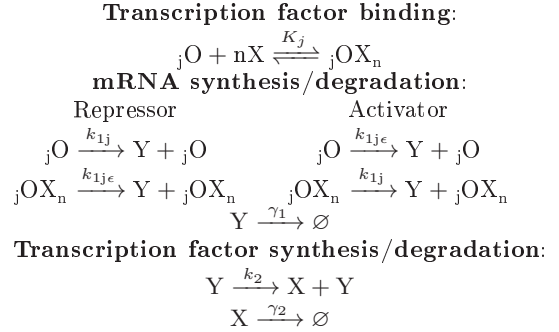 Transcription factor binding:
jO + nX ⇌ jOXn (Kj)
mRNA synthesis/degradation:
Repressor Activator
jO —k1j→ Y + jO jO —k1jϵ→ Y + jO
jOXn —k1jϵ→ Y + jOXn jOXn —k1j→ Y + jOXn
Y —γ1→ ∅
Transcription factor synthesis/degradation:
Y —k2→ X + Y
X —γ2→ ∅